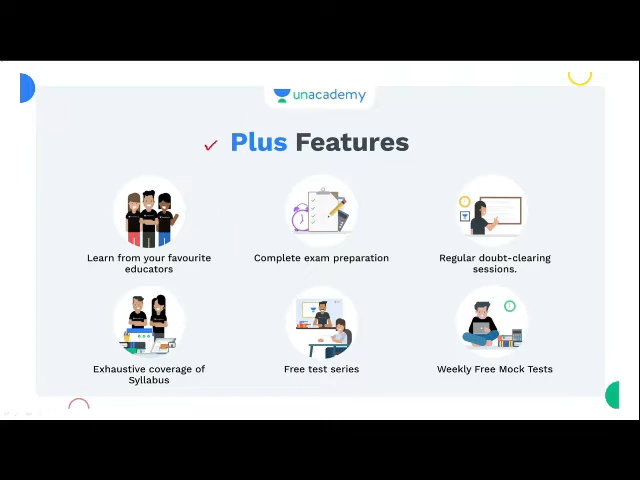 unacademy
Plus Features
Learn from your favourite
educators
Complete exam preparation
Regular doubt-clearing
sessions.
Exhaustive coverage of
Syllabus
Free test series
Weekly Free Mock Tests